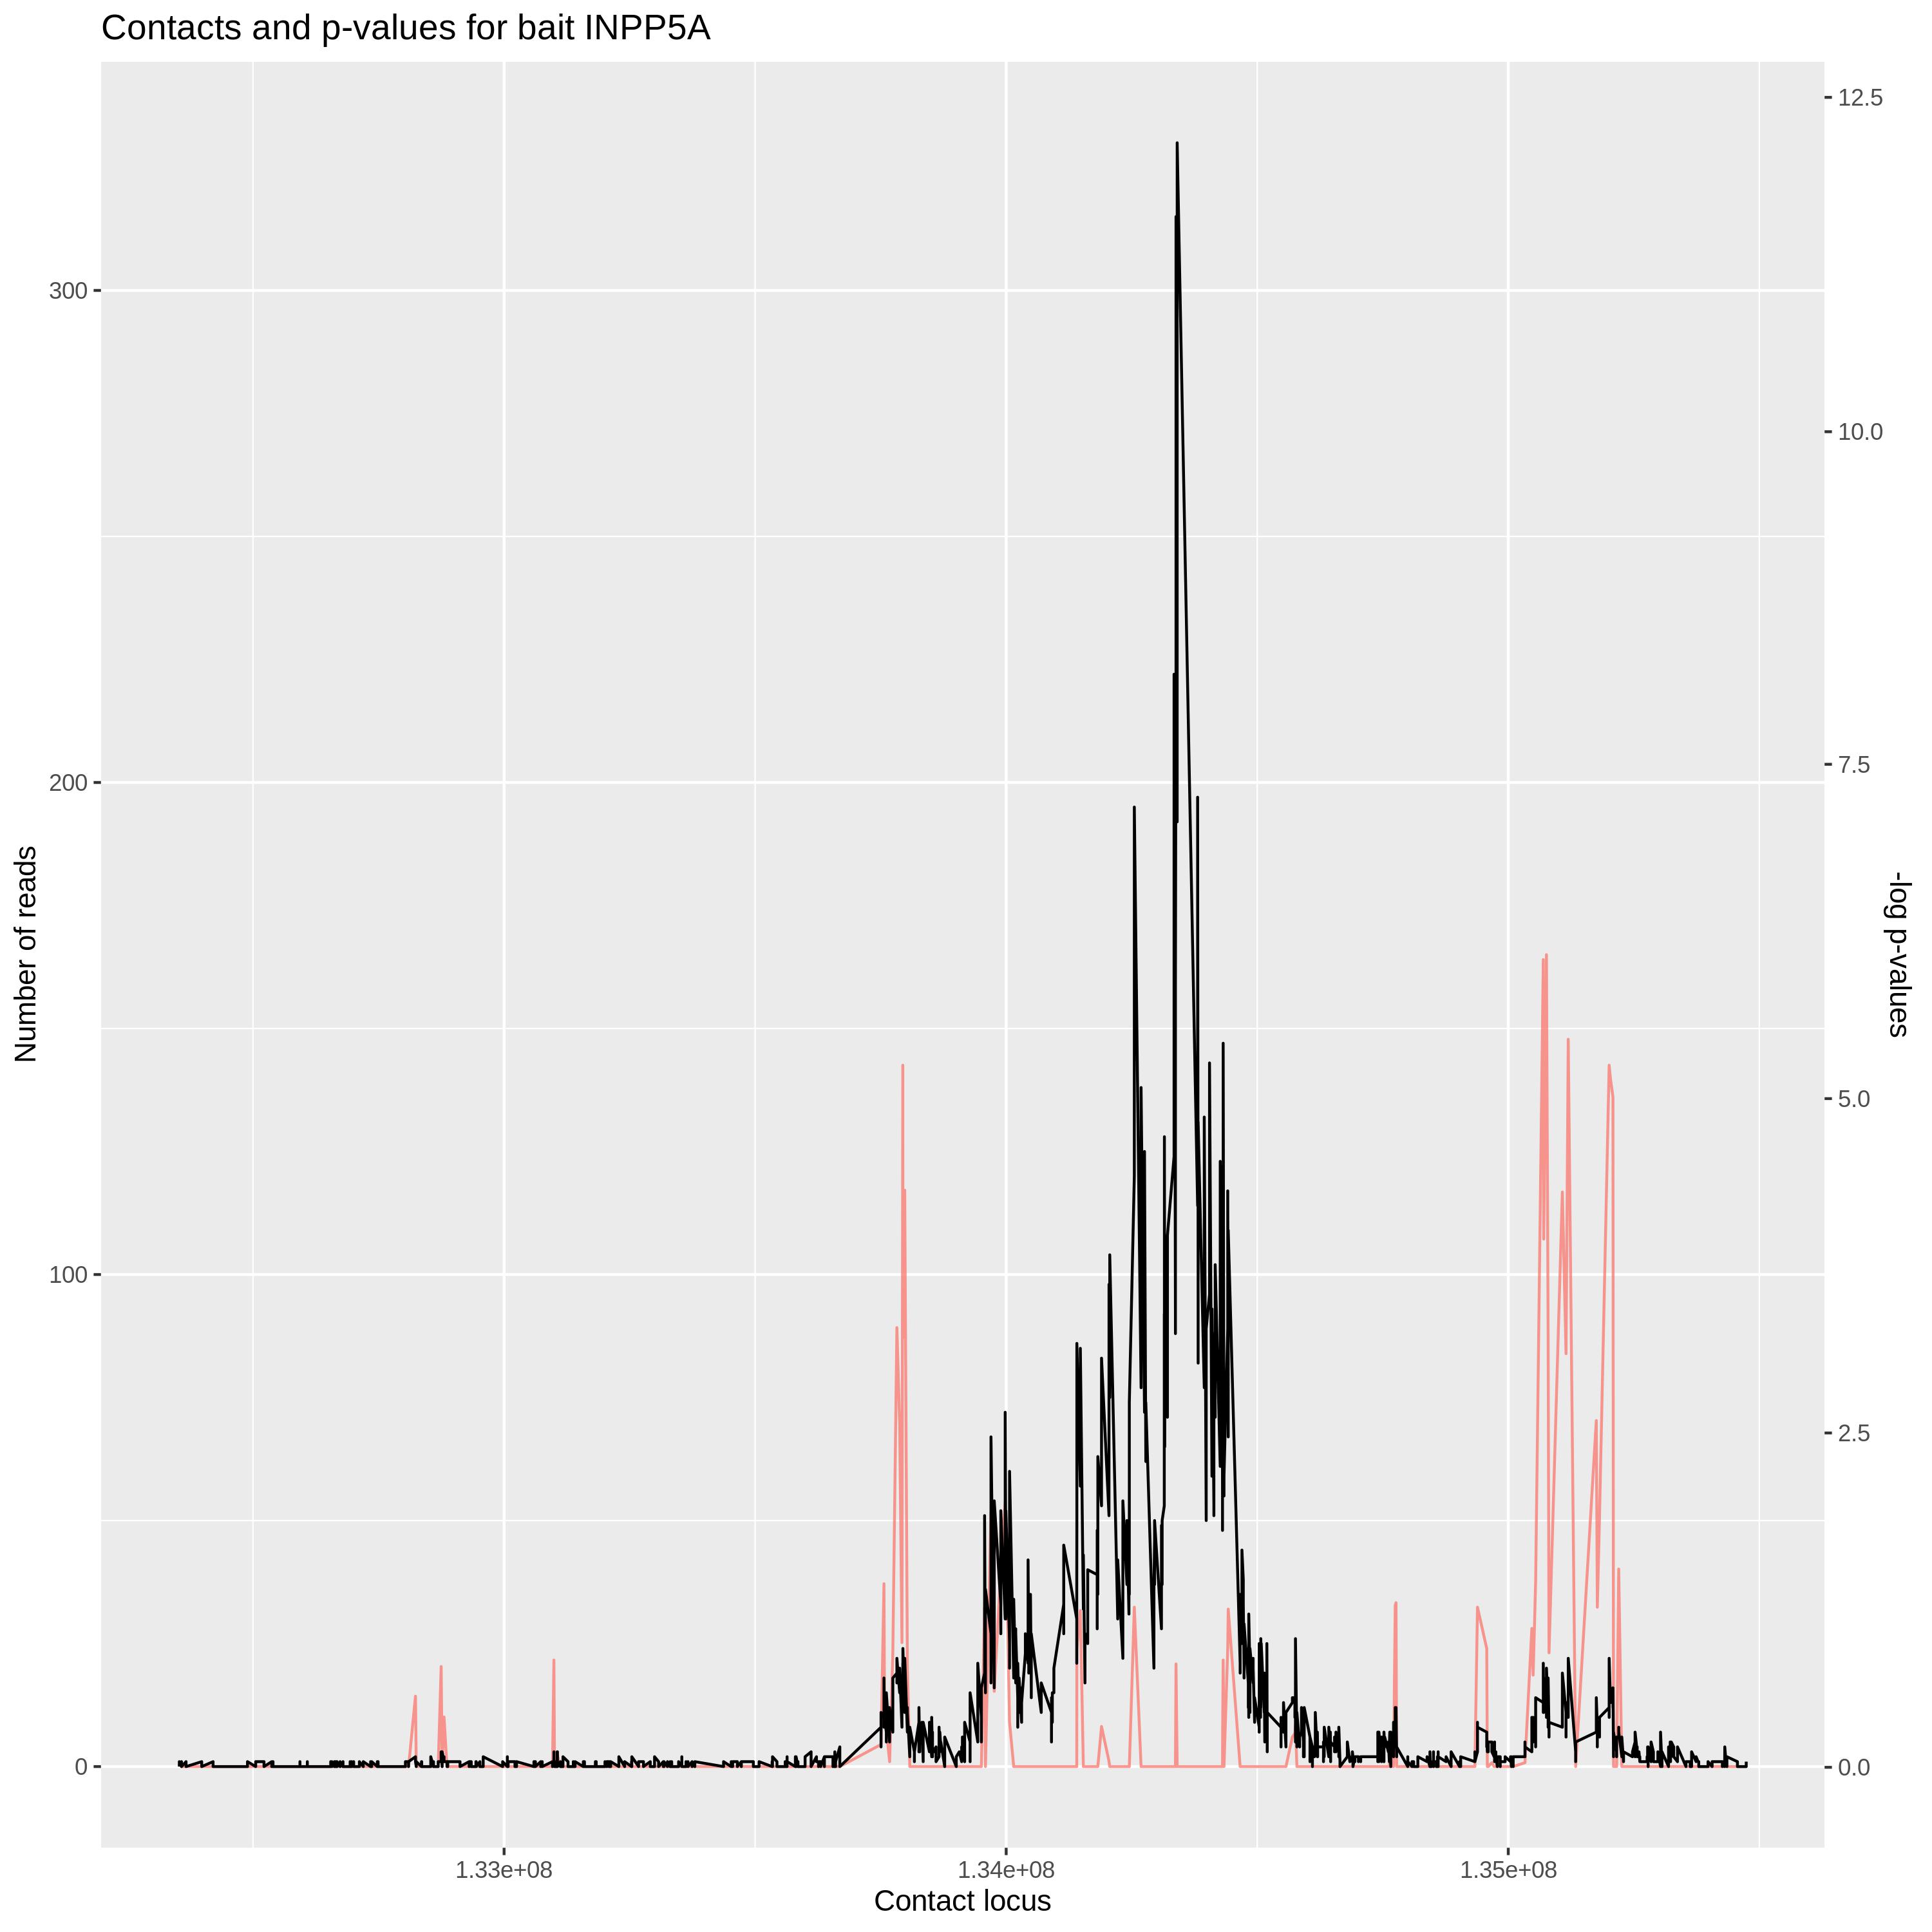 Contacts and p-values for bait INPP5A
12.5
300
10.0
200
7.5
Number of reads
-log p-values
5.0
100
2.5
0
0.0
1.33e+08
1.34e+08
1.35e+08
Contact locus